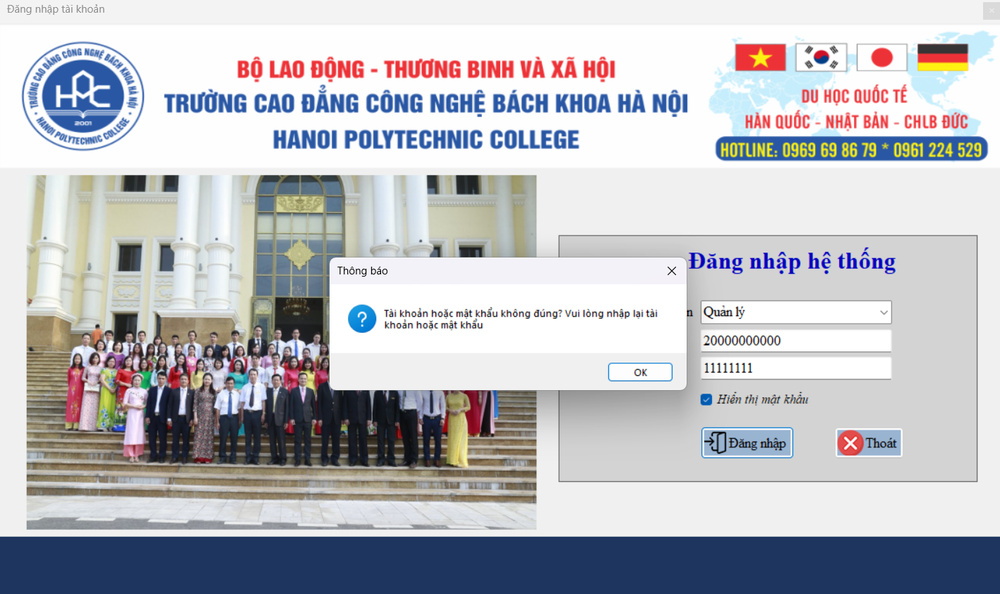 Đăng nhập tài khoản
TRƯỜNG CAO ĐẲNG CÔNG NGHỆ BÁCH KHOA HÀ NỘI
HPC
2001
HANOI POLYTECHNIC COLLEGE
BỘ LAO ĐỘNG - THƯƠNG BINH VÀ XÃ HỘI
TRƯỜNG CAO ĐẲNG CÔNG NGHỆ BÁCH KHOA HÀ NỘI
HANOI POLYTECHNIC COLLEGE
DU HỌC QUỐC TẾ
HÀN QUỐC - NHẬT BẢN - CHLB ĐỨC
HOTLINE: 0969 69 86 79 * 0961 224 529
Thông báo
Tài khoản hoặc mật khẩu không đúng? Vui lòng nhập lại tài
khoản hoặc mật khẩu
OK
Đăng nhập hệ thống
n Quản lý
20000000000
11111111
Hiển thị mật khẩu
Đăng nhập
Thoát